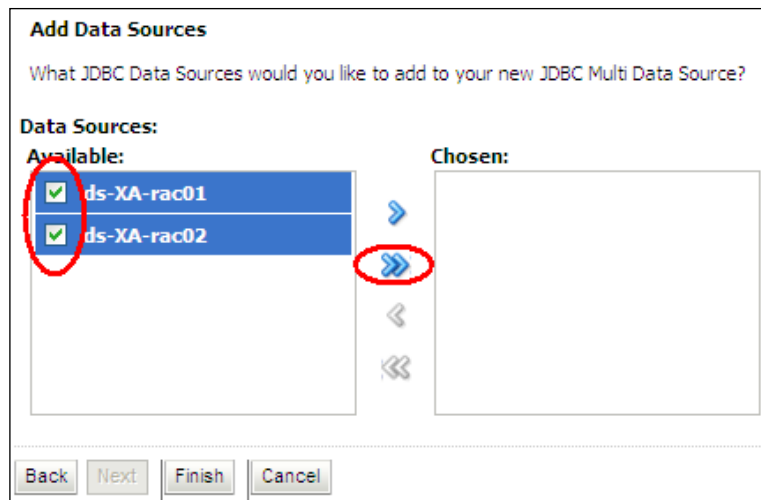 Add Data Sources
What JDBC Data Sources would you like to add to your new JDBC Multi Data Source?
Data Sources:
Available:
Chosen:
ds-XA-rac01
ds-XA-rac02
Back Next Finish Cancel